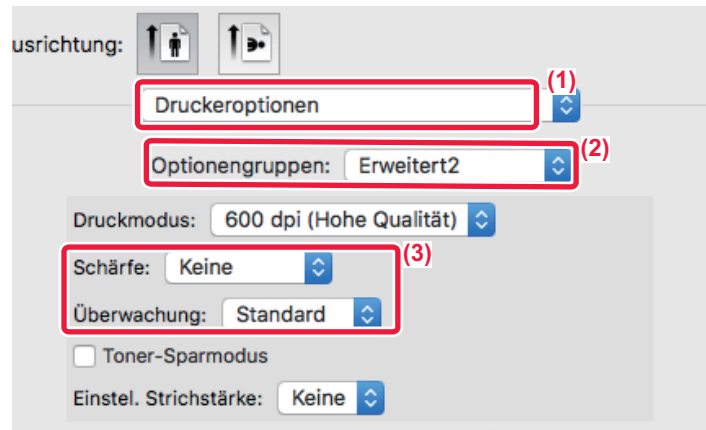 usrichtung:
(1)
Druckeroptionen
(2)
Optionengruppen: Erweitert2
Druckmodus: 600 dpi (Hohe Qualität)
(3)
Schärfe: Keine
Überwachung: Standard
Toner-Sparmodus
Einstel. Strichstärke: Keine